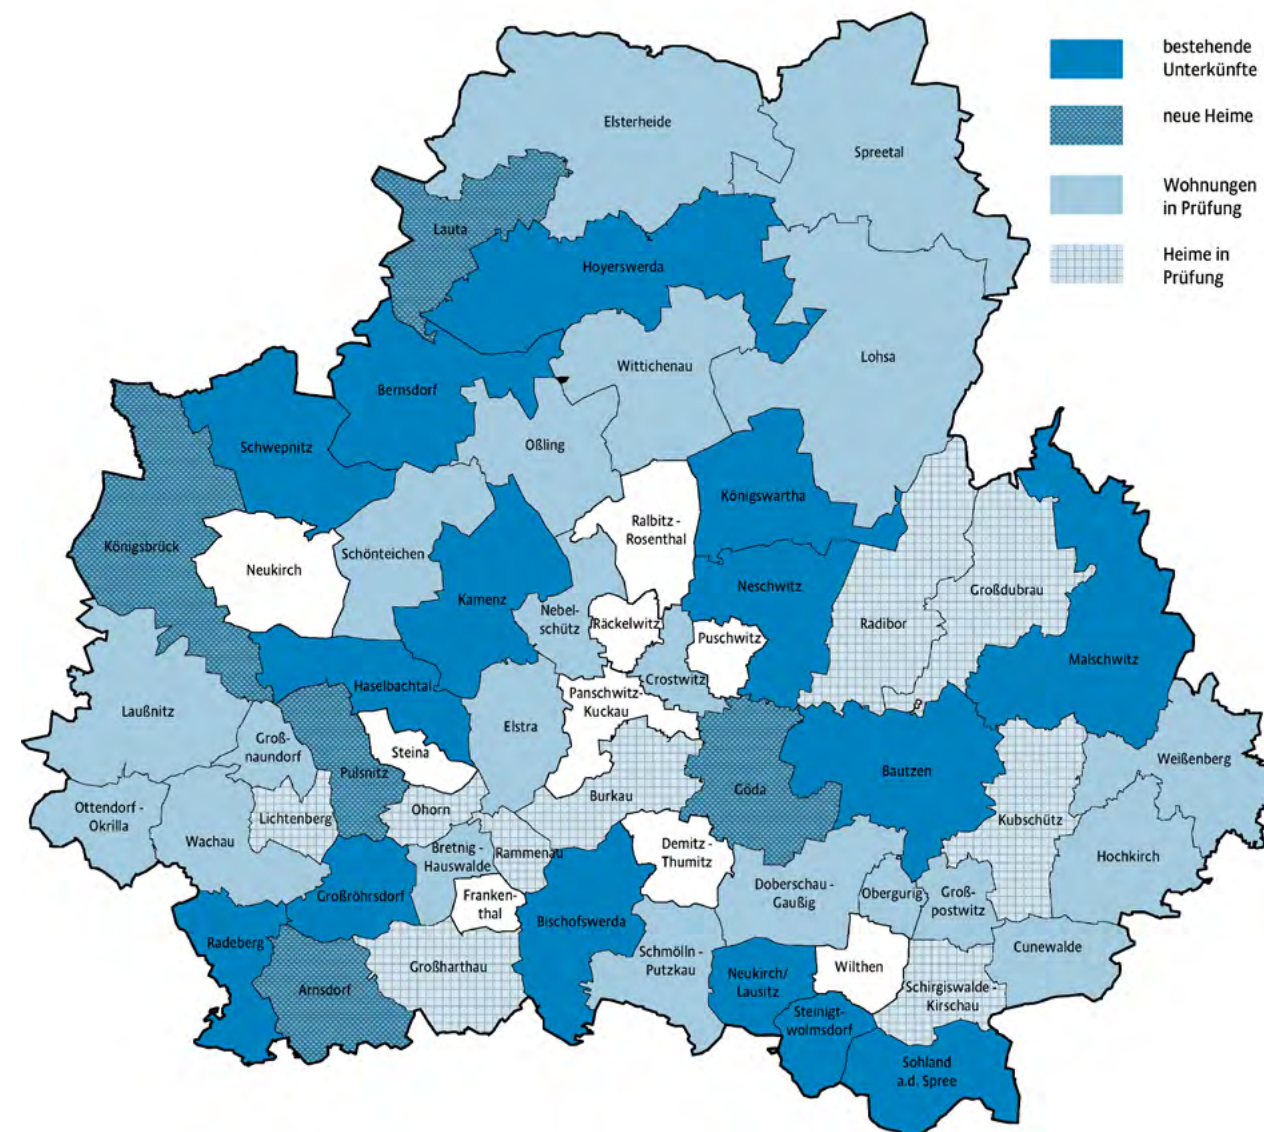 bestehende
Unterkünfte
neue Heime
Wohnungen
in Prüfung
Heime in
Prüfung
Elsterheide
Spreetal
Lauta
Hoyerswerda
Lohsa
Wittichenau
Bernsdorf
Schwepnitz
Oßling
Königswartha
Ralbitz -
Rosenthal
Königsbrück
Neukirch
Schönteichen
Kamenz
Neschwitz
Großdubrau
Nebel-
schütz
Räckelwitz
Puschwitz
Radibor
Malschwitz
Haselbachtal
Crostwitz
Panschwitz-
Kuckau
Laußnitz
Elstra
Groß-
naundorf
Steina
Weißenberg
Pulsnitz
Bautzen
Göda
Burkau
Ottendorf -
Okrilla
Lichtenberg
Ohorn
Kubschütz
Wachau
Bretnig -
Hauswalde
Rammenau
Demitz -
Thumitz
Hochkirch
Doberschau -
Gaußig
Obergurig
Groß-
postwitz
Großröhrsdorf
Franken-
thal
Bischofswerda
Radeberg
Schmölln -
Putzkau
Cunewalde
Großharthau
Wilthen
Neukirch/
Lausitz
Arnsdorf
Schirgiswalde -
Kirschau
Steinigt-
wolmsdorf
Sohland
a.d. Spree